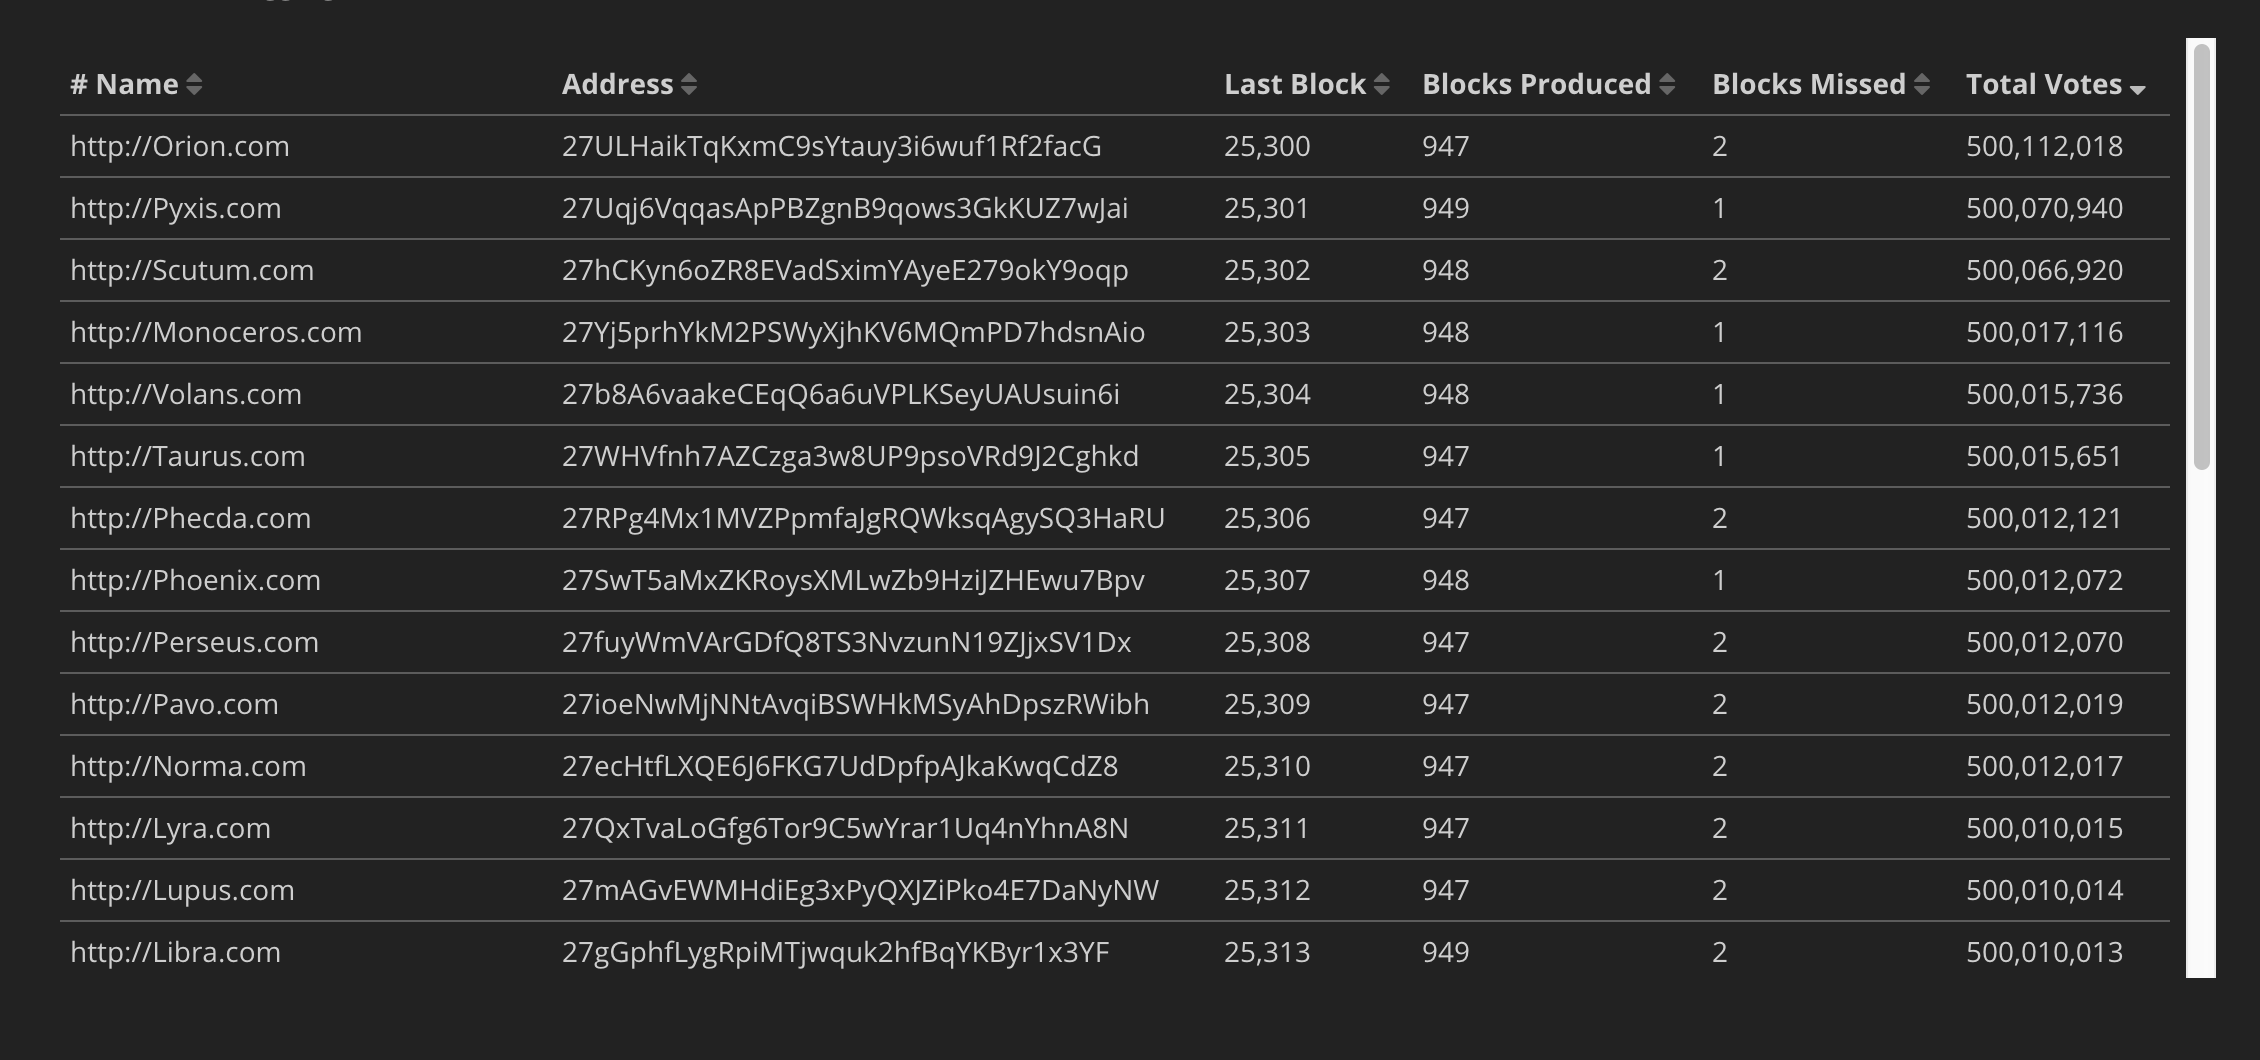 # Name Address Last Block Blocks Produced Blocks Missed Total Votes
http://Orion.com 27ULHaikTqKxmC9sYtauy3i6wuf1Rf2facG 25,300 947 2 500,112,018
http://Pyxis.com 27Uqj6VqqasApPBZgnB9qows3GkKUZ7wJai 25,301 949 1 500,070,940
http://Scutum.com 27hCKyn6oZR8EVadSximYAyeE279okY9oqp 25,302 948 2 500,066,920
http://Monoceros.com 27Yj5prhYkM2PSWyXjhKV6MQmPD7hdsnAio 25,303 948 1 500,017,116
http://Volans.com 27b8A6vaakeCEqQ6a6uVPLKSeyUAUsuin6i 25,304 948 1 500,015,736
http://Taurus.com 27WHVfnh7AZCzga3w8UP9psoVRd9J2Cghkd 25,305 947 1 500,015,651
http://Phecda.com 27RPg4Mx1MVZPpmfaJgRQWksqAgySQ3HaRU 25,306 947 2 500,012,121
http://Phoenix.com 27SwT5aMxZKRoysXMLwZb9HziJZHEwu7Bpv 25,307 948 1 500,012,072
http://Perseus.com 27fuyWmVArGDfQ8TS3NvzunN19ZJjxSV1Dx 25,308 947 2 500,012,070
http://Pavo.com 27ioeNwMjNNtAvqiBSWHkMSyAhDpszRWibh 25,309 947 2 500,012,019
http://Norma.com 27ecHtfLXQE6J6FKG7UdDpfpAJkaKwqCdZ8 25,310 947 2 500,012,017
http://Lyra.com 27QxTvaLoGfg6Tor9C5wYrar1Uq4nYhnA8N 25,311 947 2 500,010,015
http://Lupus.com 27mAGvEWMHdiEg3xPyQXJZiPko4E7DaNyNW 25,312 947 2 500,010,014
http://Libra.com 27gGphfLygRpiMTjwquk2hfBqYKByr1x3YF 25,313 949 2 500,010,013